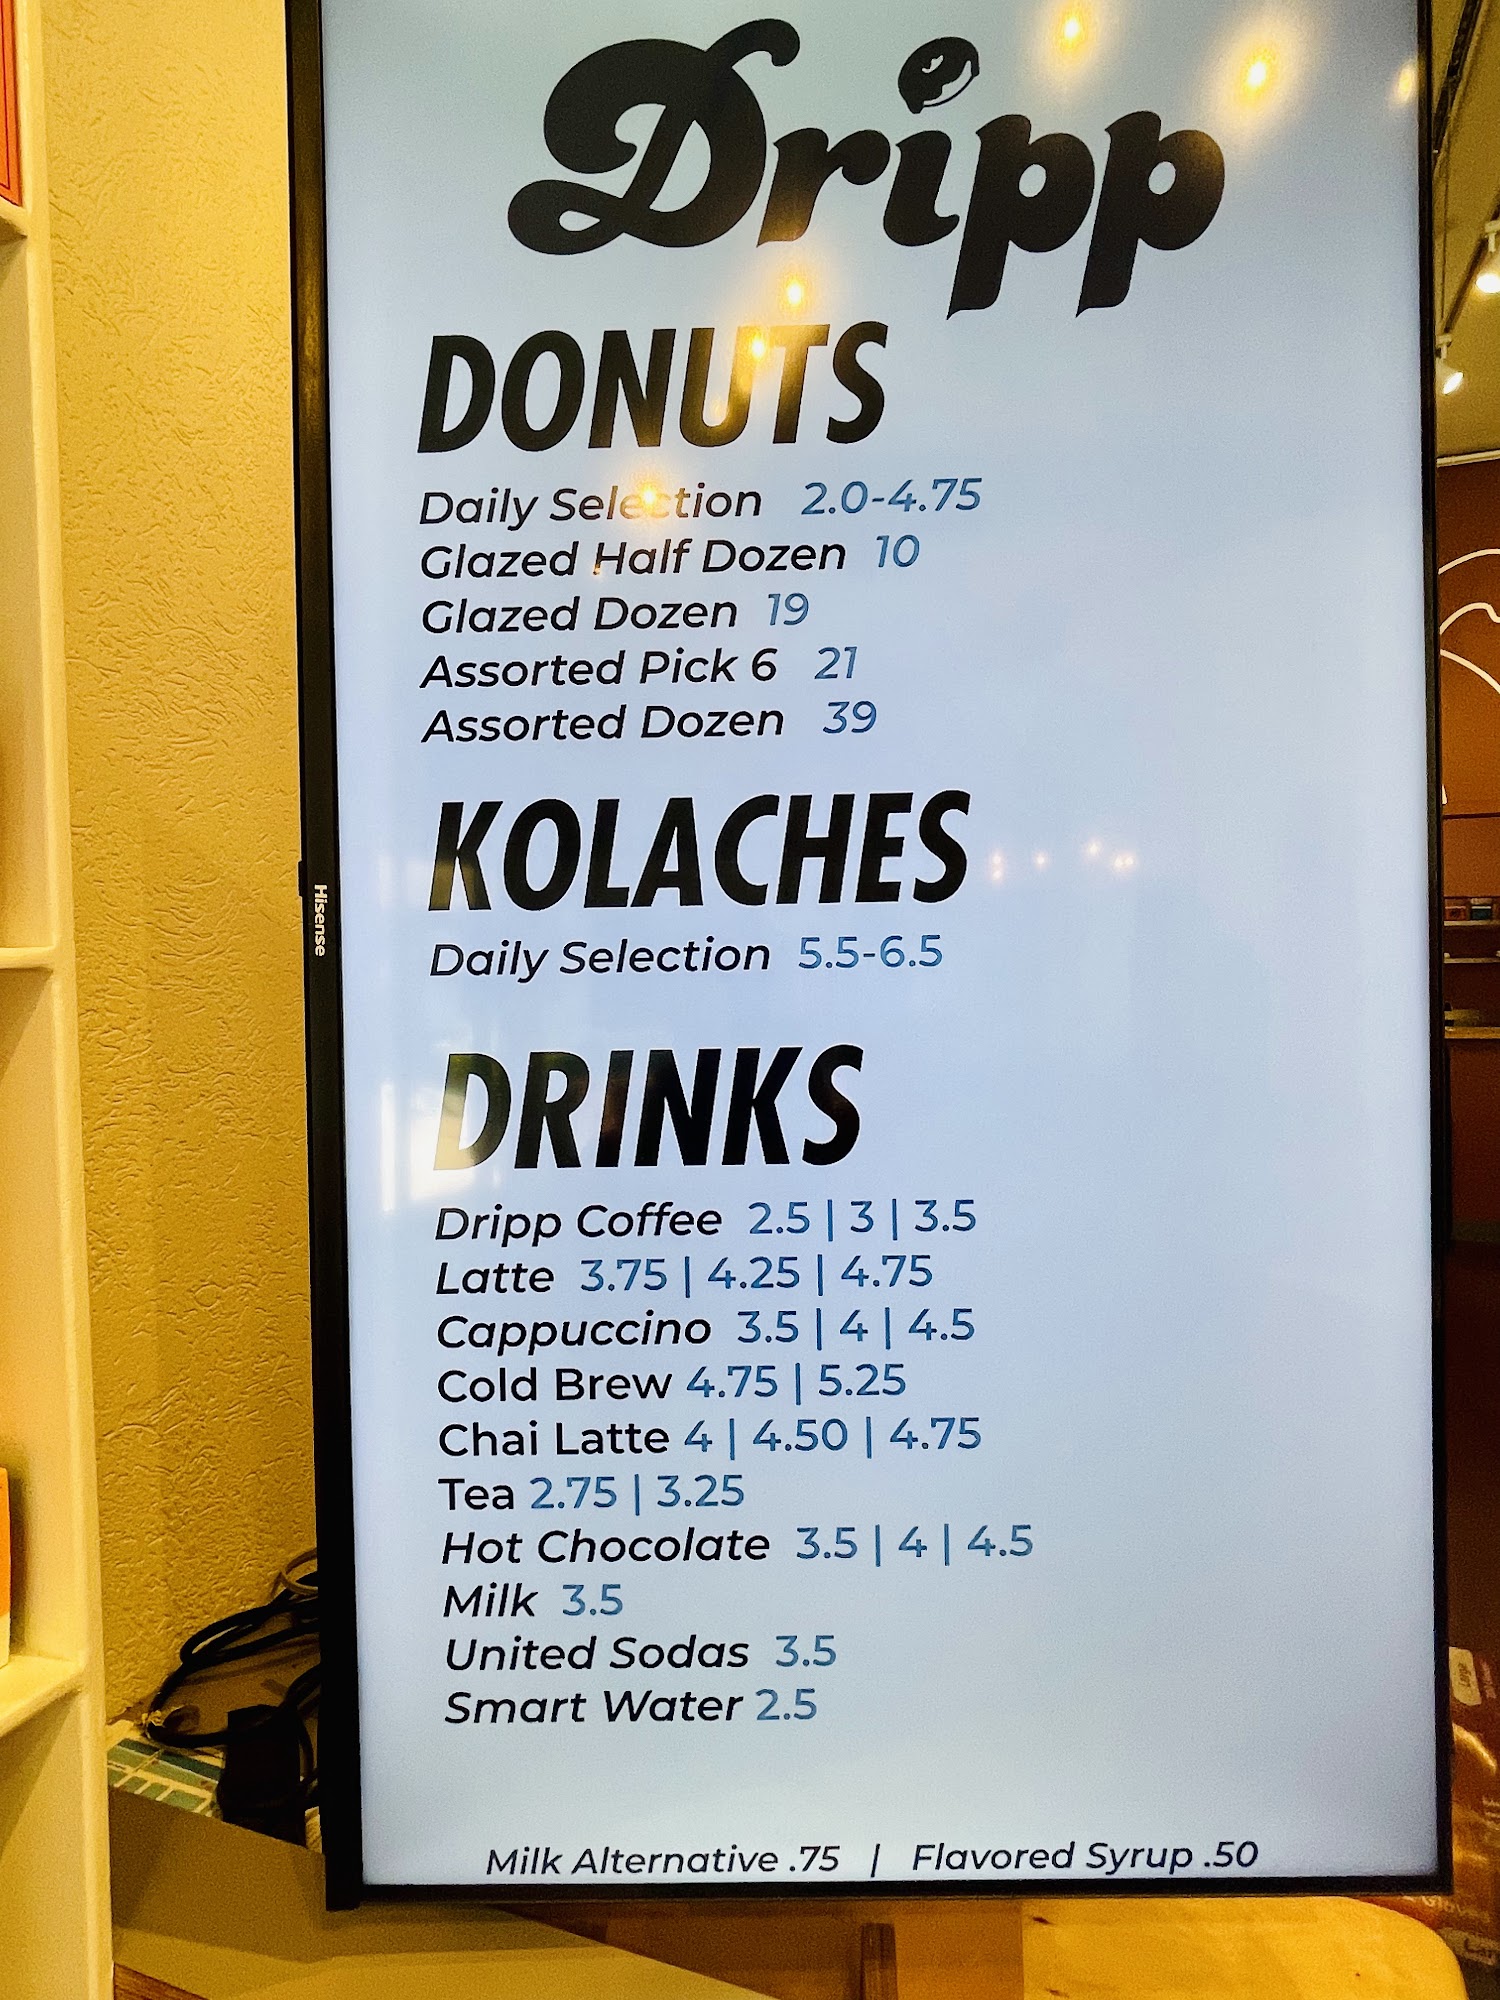 Dripp
DONUTS
Daily Selection 2.0-4.75
Glazed Half Dozen 10
Glazed Dozen 19
Assorted Pick 6 21
Assorted Dozen 39
KOLACHES
Daily Selection 5.5-6.5
Hisense
DRINKS
Dripp Coffee 2.5 | 3 | 3.5
Latte 3.75 | 4.25 | 4.75
Cappuccino 3.5 | 4 | 4.5
Cold Brew 4.75 | 5.25
Chai Latte 4 | 4.50 | 4.75
Tea 2.75 | 3.25
Hot Chocolate 3.5 | 4 | 4.5
Milk 3.5
United Sodas 3.5
Smart Water 2.5
Milk Alternative .75 | Flavored Syrup .50